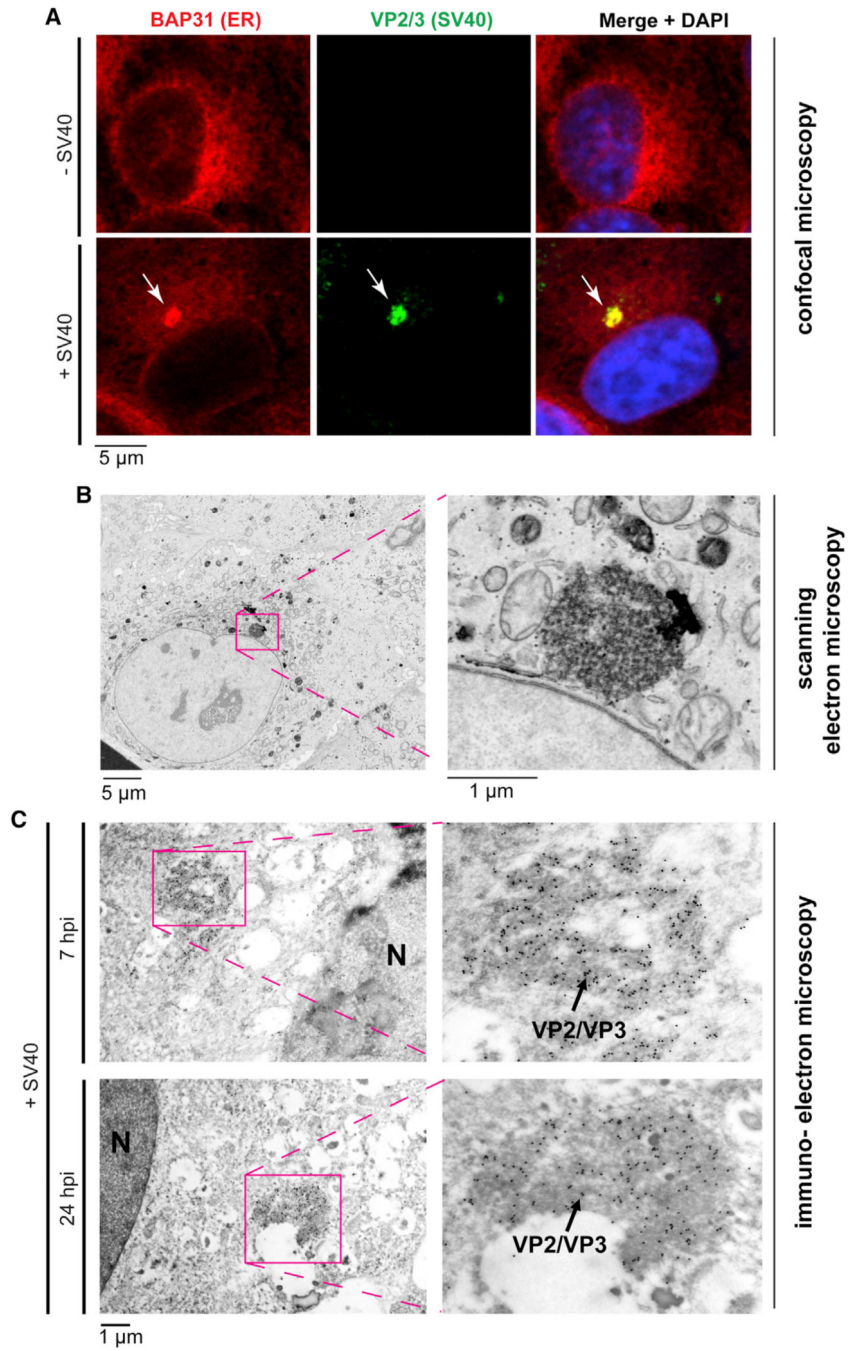 A
BAP31 (ER)
VP2/3 (SV40)
Merge + DAPI
- SV40
+ SV40
confocal microscopy
5 µm
B
scanning
electron microscopy
5 µm
1 µm
C
+ SV40
7 hpi
N
VP2/VP3
24 hpi
N
VP2/VP3
immuno- electron microscopy
1 µm